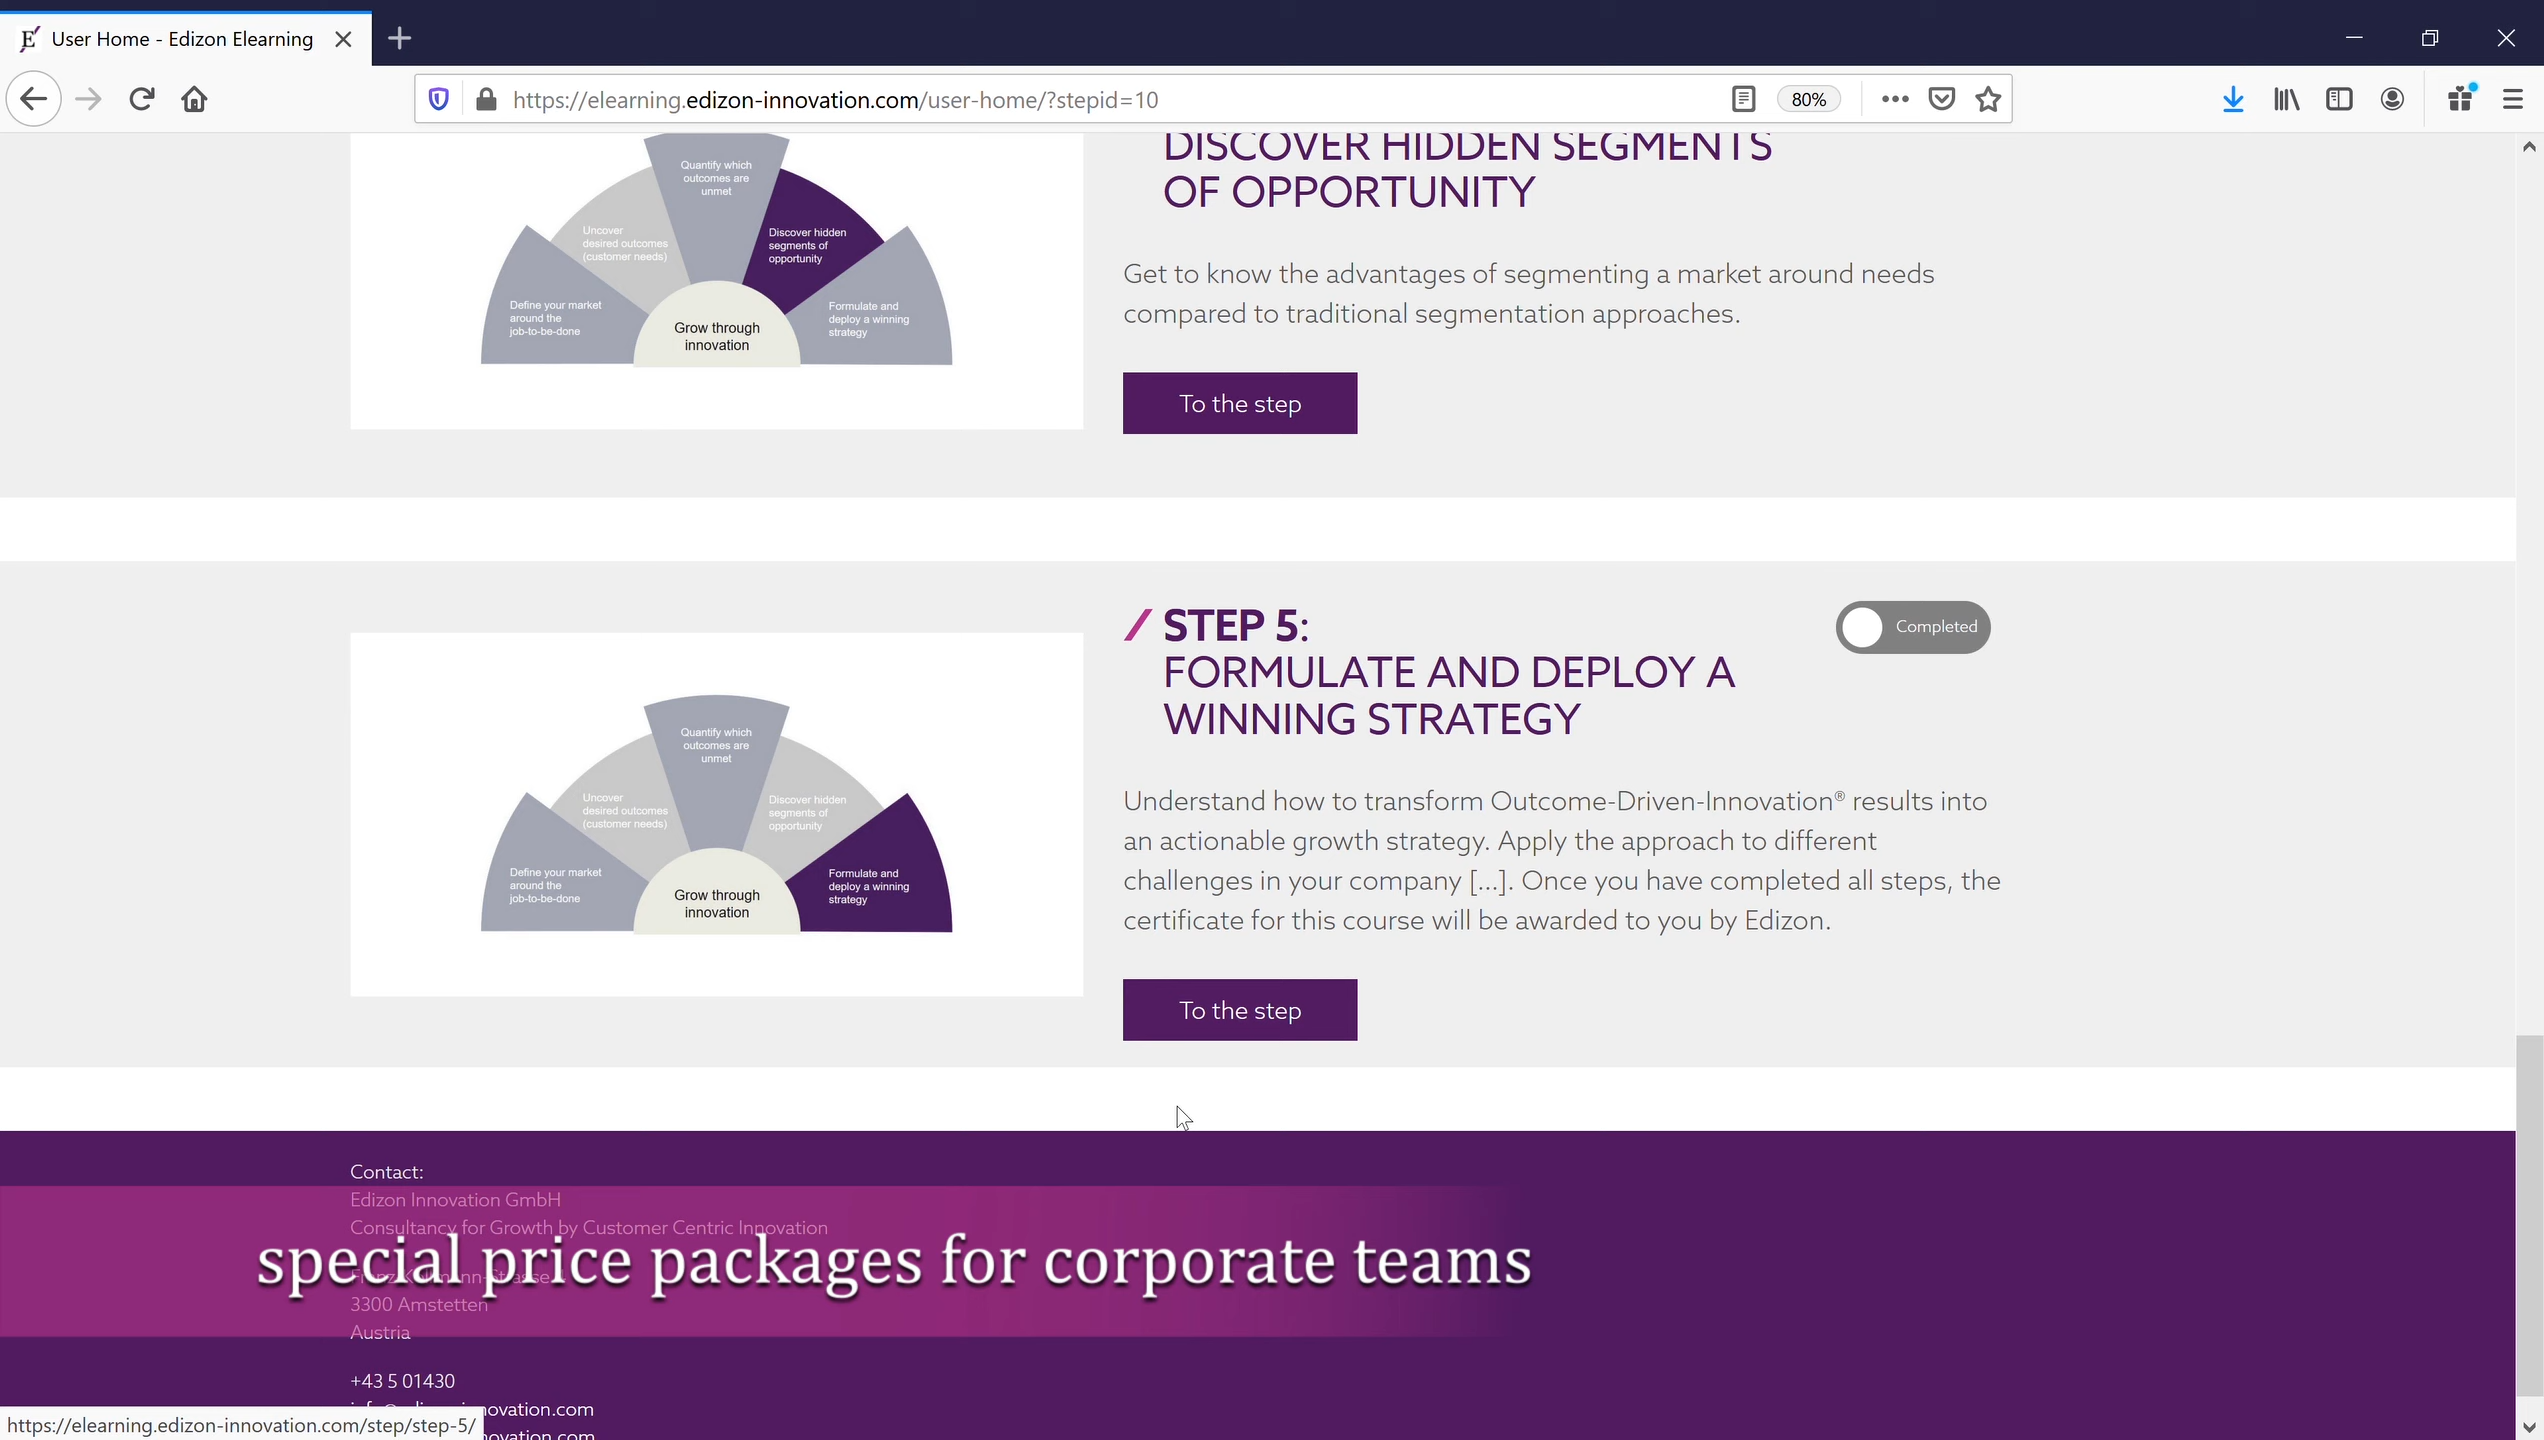 User Home - Edizon Elearning
https://elearning.edizon-innovation.com/user-home/?stepid=10
80%
Quantify which
outcomes are
unmet
Uncover
desired outcomes
(customer needs)
Discover hidden
segments of
opportunity
Define your market
around the
job-to-be-done
Formulate and
deploy a winning
strategy
Grow through
innovation
DISCOVER HIDDEN SEGMENTS
OF OPPORTUNITY
Get to know the advantages of segmenting a market around needs
compared to traditional segmentation approaches.
To the step
Quantify which
outcomes are
unmet
Uncover
desired outcomes
(customer needs)
Discover hidden
segments of
opportunity
Define your market
around the
job-to-be-done
Formulate and
deploy a winning
strategy
Grow through
innovation
/ STEP 5:
FORMULATE AND DEPLOY A
WINNING STRATEGY
Completed
Understand how to transform Outcome-Driven-Innovation® results into
an actionable growth strategy. Apply the approach to different
challenges in your company [...]. Once you have completed all steps, the
certificate for this course will be awarded to you by Edizon.
To the step
Contact:
Edizon Innovation GmbH
Consultancy for Growth by Customer Centric Innovation
special price packages for corporate teams
3300 Amstetten
Austria
+43 5 01430
https://elearning.edizon-innovation.com/step/step-5/